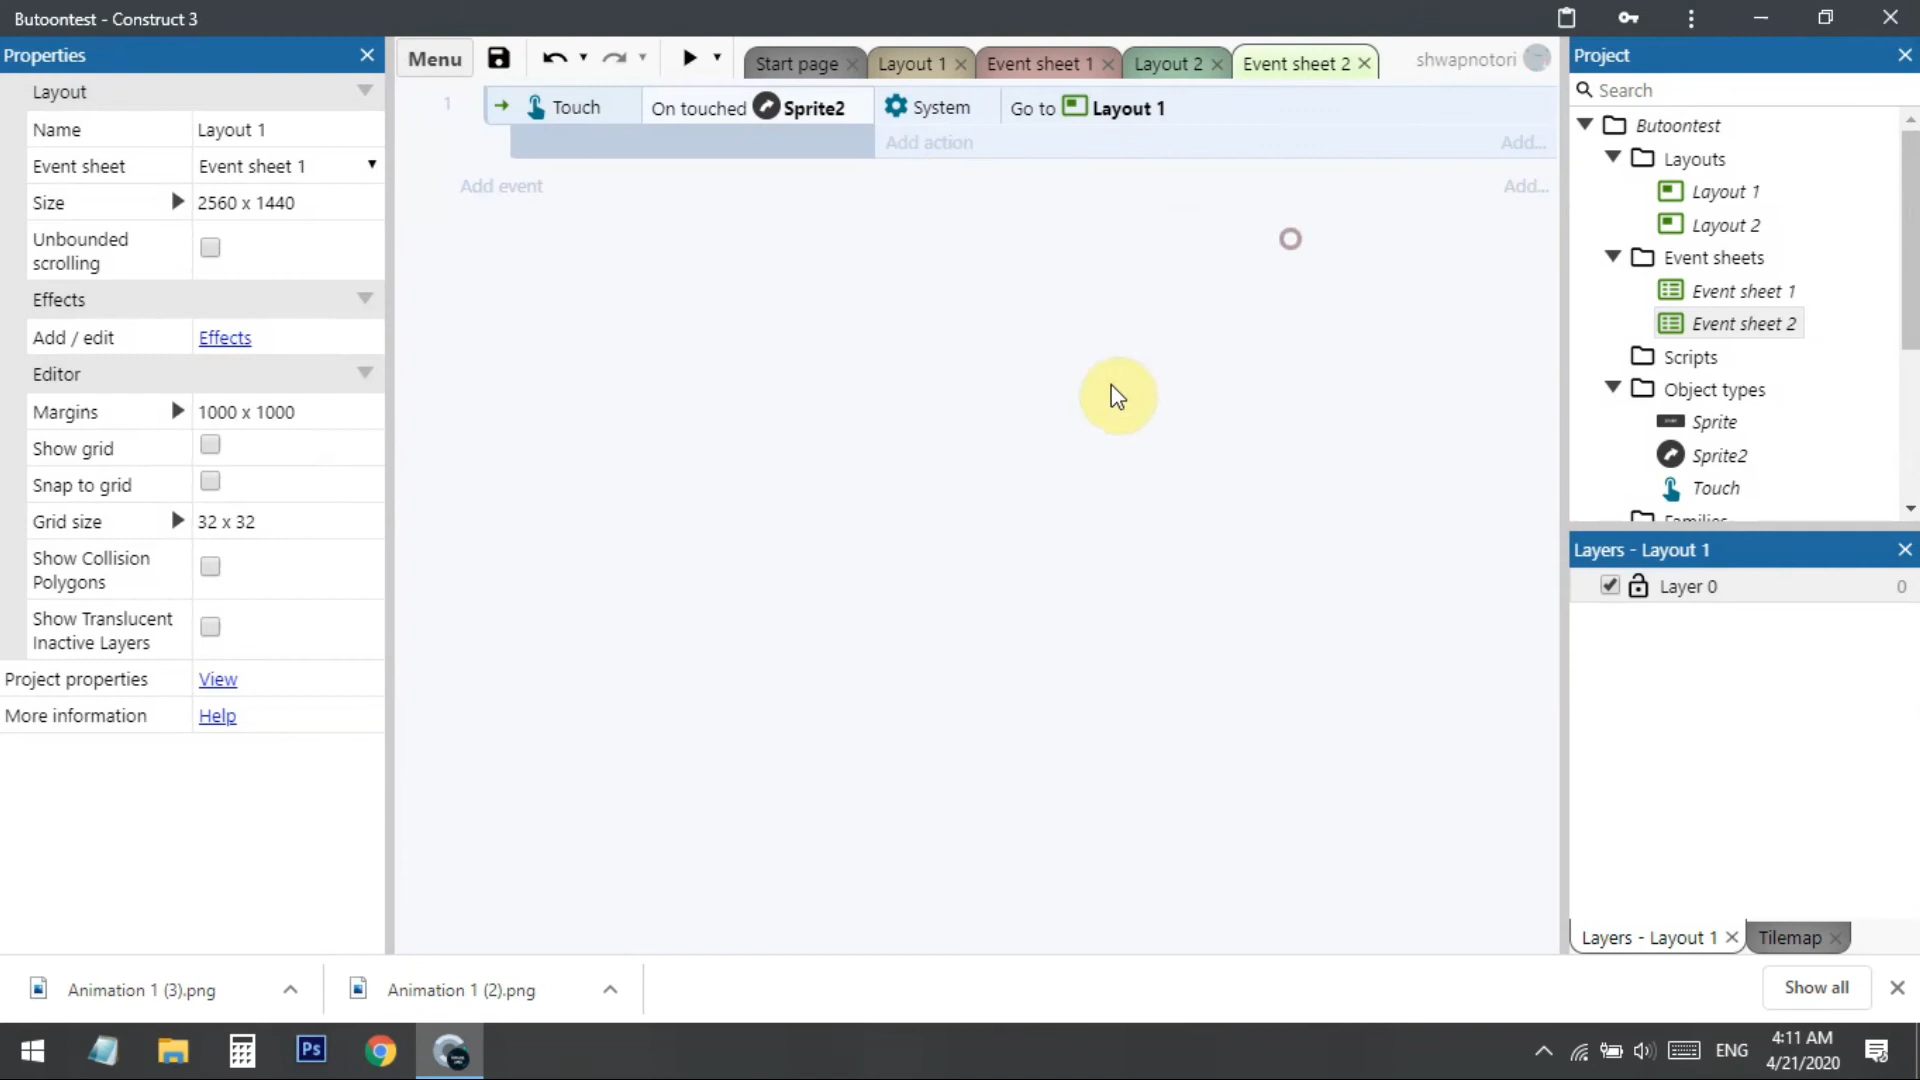 Butoontest - Construct 3
Properties
Menu
Start page
Layout 1
Event sheet 1
Layout 2
Event sheet 2
shwapnotori
Project
Layout
Name Layout 1
Event sheet Event sheet 1
Size 2560 x 1440
Unbounded
scrolling
Effects
Add / edit Effects
Editor
Margins 1000 x 1000
Show grid
Snap to grid
Grid size 32 x 32
Show Collision
Polygons
Show Translucent
Inactive Layers
Project properties View
More information Help
1 Touch On touched Sprite2 System Go to Layout 1
Add action Add...
Add event Add...
Search
Butoontest
Layouts
Layout 1
Layout 2
Event sheets
Event sheet 1
Event sheet 2
Scripts
Object types
Sprite
Sprite2
Touch
Families
Layers - Layout 1
Layer 0 0
Layers - Layout 1
Tilemap
Animation 1 (3).png
Animation 1 (2).png
Show all
Ps
ENG
4:11 AM
4/21/2020